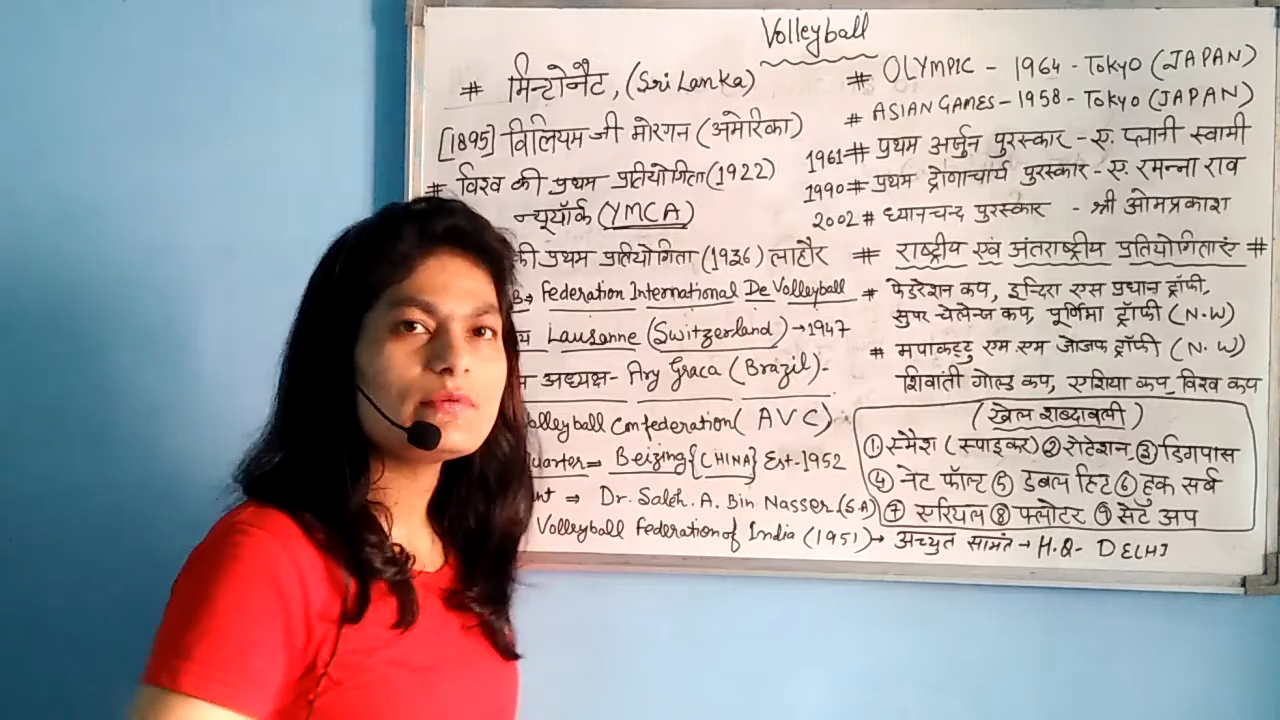 Volleyball
# मिन्टोनैट, (Sri Lanka)
[1895] विलियम जी मोरगन (अमेरिका)
# विश्व की प्रथम प्रतियोगिता (1922)
न्यूयॉर्क (YMCA)
की प्रथम प्रतियोगिता (1936) लाहौर
B→ Federation International De Volleyball
Lausanne (Switzerland) → 1947
अध्यक्ष- Ary Graca (Brazil)-
Volleyball Confederation( AVC)
Quarter⇒ Beizing{CHINA} Est.1952
⇒ Dr. Saleh. A. Bin Nasser (S.A)
Volleyball Federation of India (1951)→ अच्युत सामंत → H.Q- DELHI
# OLYMPIC - 1964 - Tokyo (JAPAN)
# ASIAN GAMES - 1958 - Tokyo (JAPAN)
1961 # प्रथम अर्जुन पुरस्कार - ए. प्लानी स्वामी
1990 # प्रथम द्रोणाचार्य पुरस्कार - ए. रमन्ना राव
2002 # ध्यानचन्द पुरस्कार - श्री ओमप्रकाश
# राष्ट्रीय एवं अंतराष्ट्रीय प्रतियोगिताएं #
# फेडरेशन कप, इन्दिरा एस प्रधान ट्रॉफी,
सुपर चेलेन्ज कप, पूर्णिमा ट्रॉफी (N.W)
# मपाकट्टु एम.एम जोजफ ट्रॉफी (N.W)
शिवांती गोल्ड कप, एशिया कप, विश्व कप
(खेल शब्दावली)
① स्मैश (स्पाइकर) ② रोटेशन, ③ डिगपास
④ नेट फॉल्ट ⑤ डबल हिट ⑥ हुक सर्व
⑦ एरियल ⑧ फ्लोटर ⑨ सेट अप